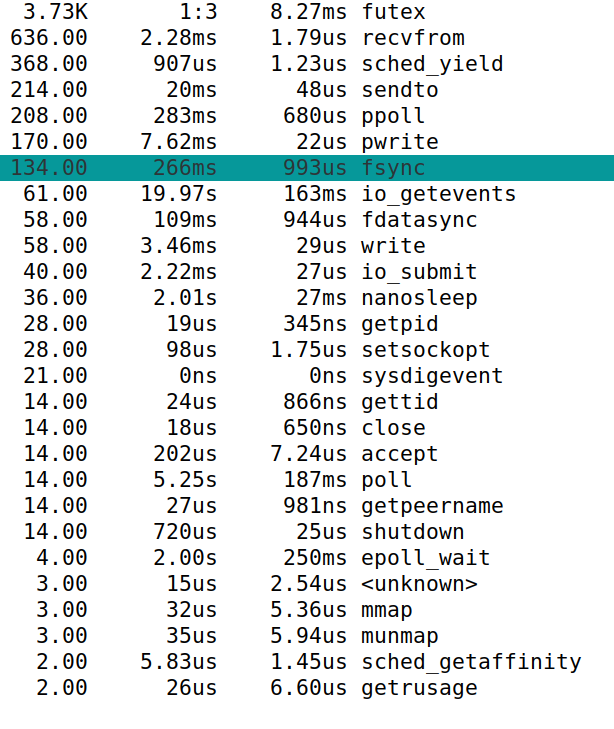 3.73K 1:3 8.27ms futex
636.00 2.28ms 1.79us recvfrom
368.00 907us 1.23us sched_yield
214.00 20ms 48us sendto
208.00 283ms 680us ppoll
170.00 7.62ms 22us pwrite
134.00 266ms 993us fsync
61.00 19.97s 163ms io_getevents
58.00 109ms 944us fdatasync
58.00 3.46ms 29us write
40.00 2.22ms 27us io_submit
36.00 2.01s 27ms nanosleep
28.00 19us 345ns getpid
28.00 98us 1.75us setsockopt
21.00 0ns 0ns sysdigevent
14.00 24us 866ns gettid
14.00 18us 650ns close
14.00 202us 7.24us accept
14.00 5.25s 187ms poll
14.00 27us 981ns getpeername
14.00 720us 25us shutdown
4.00 2.00s 250ms epoll_wait
3.00 15us 2.54us <unknown>
3.00 32us 5.36us mmap
3.00 35us 5.94us munmap
2.00 5.83us 1.45us sched_getaffinity
2.00 26us 6.60us getrusage